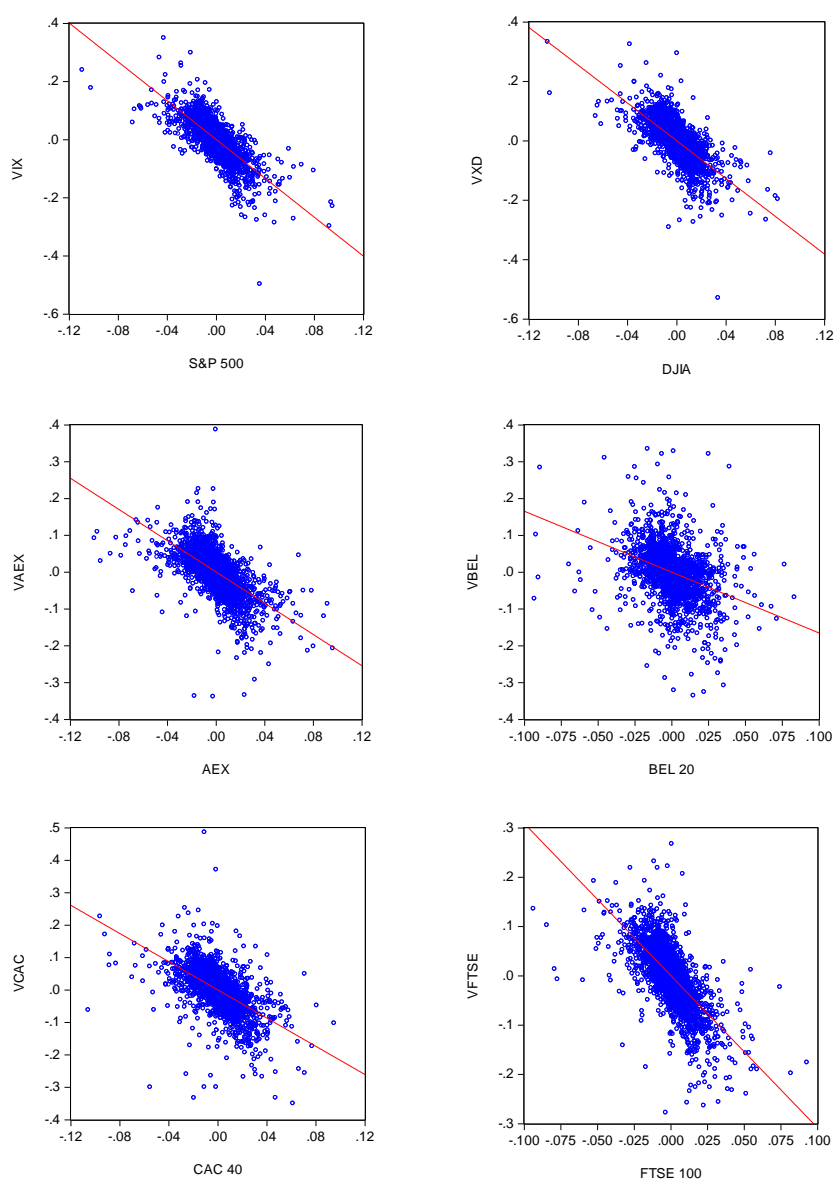 .4
.2
.0
-.2
-.4
-.6
VIX
-.12 -.08 -.04 .00 .04 .08 .12
S&P 500
.4
.2
.0
-.2
-.4
-.6
VXD
-.12 -.08 -.04 .00 .04 .08 .12
DJIA
.4
.3
.2
.1
.0
-.1
-.2
-.3
-.4
VAEX
-.12 -.08 -.04 .00 .04 .08 .12
AEX
.4
.3
.2
.1
.0
-.1
-.2
-.3
-.4
VBEL
-.100 -.075 -.050 -.025 .000 .025 .050 .075 .100
BEL 20
.5
.4
.3
.2
.1
.0
-.1
-.2
-.3
-.4
VCAC
-.12 -.08 -.04 .00 .04 .08 .12
CAC 40
.3
.2
.1
.0
-.1
-.2
-.3
VFTSE
-.100 -.075 -.050 -.025 .000 .025 .050 .075 .100
FTSE 100